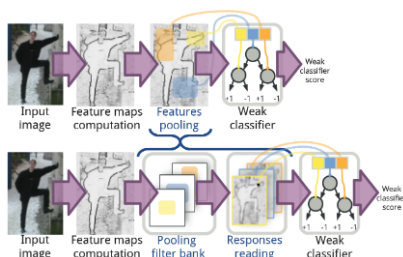 Weak
classifier
score
+1 -1 +1 -1
Input
image
Feature maps
computation
Features
pooling
Weak
classifier
+1 -1 +1 -1
Weak
classifie
score
Input
image
Feature maps
computation
Pooling
filter bank
Responses
reading
Weak
classifier